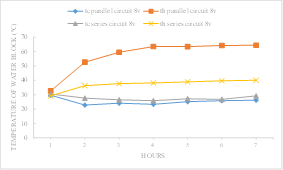 tc parallel circuit 8v
th parallel circuit 8v
tc series circuit 8v
th series circuit 8v
TEMPERATURE OF WATER BLOCK (°C)
70
60
50
40
30
20
10
0
1 2 3 4 5 6 7
HOURS